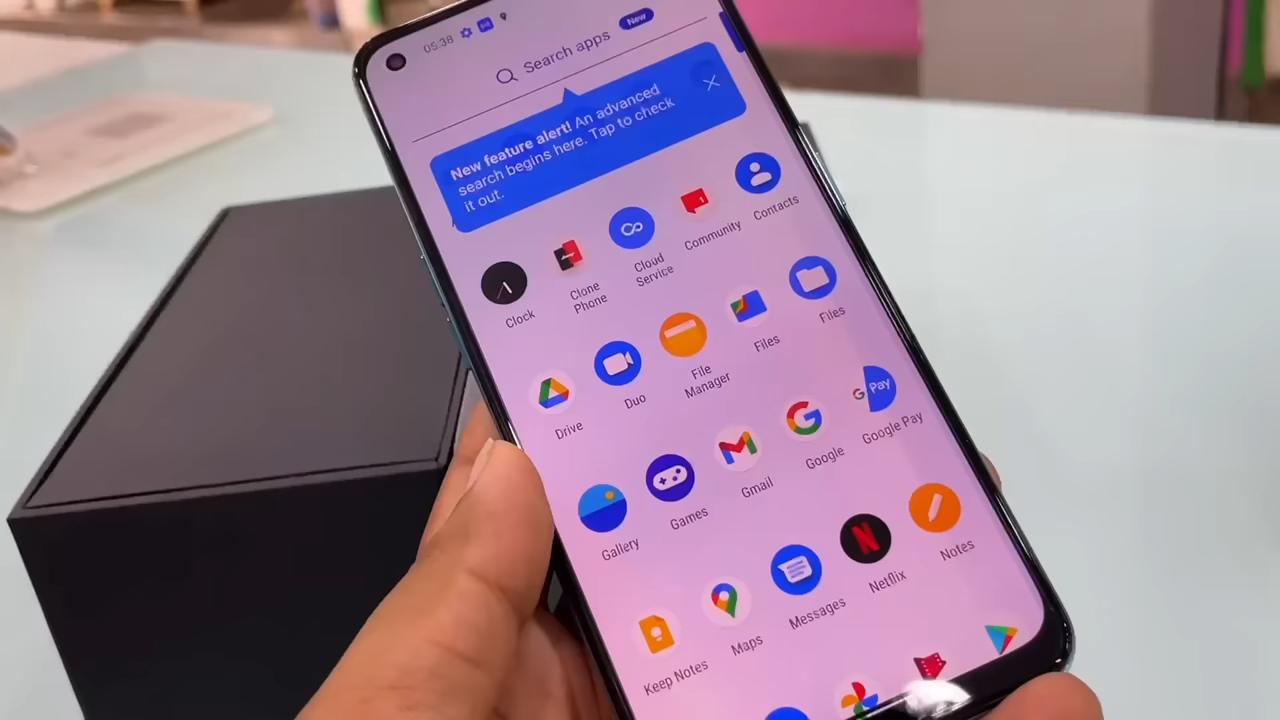 05:38
Search apps
New
New feature alert! An advanced
search begins here. Tap to check
it out.
Clock
Clone
Phone
Cloud
Service
Community
Contacts
Drive
Duo
File
Manager
Files
Files
Gallery
Games
Gmail
Google
G Pay
Google Pay
Keep Notes
Maps
Messages
Netflix
Notes